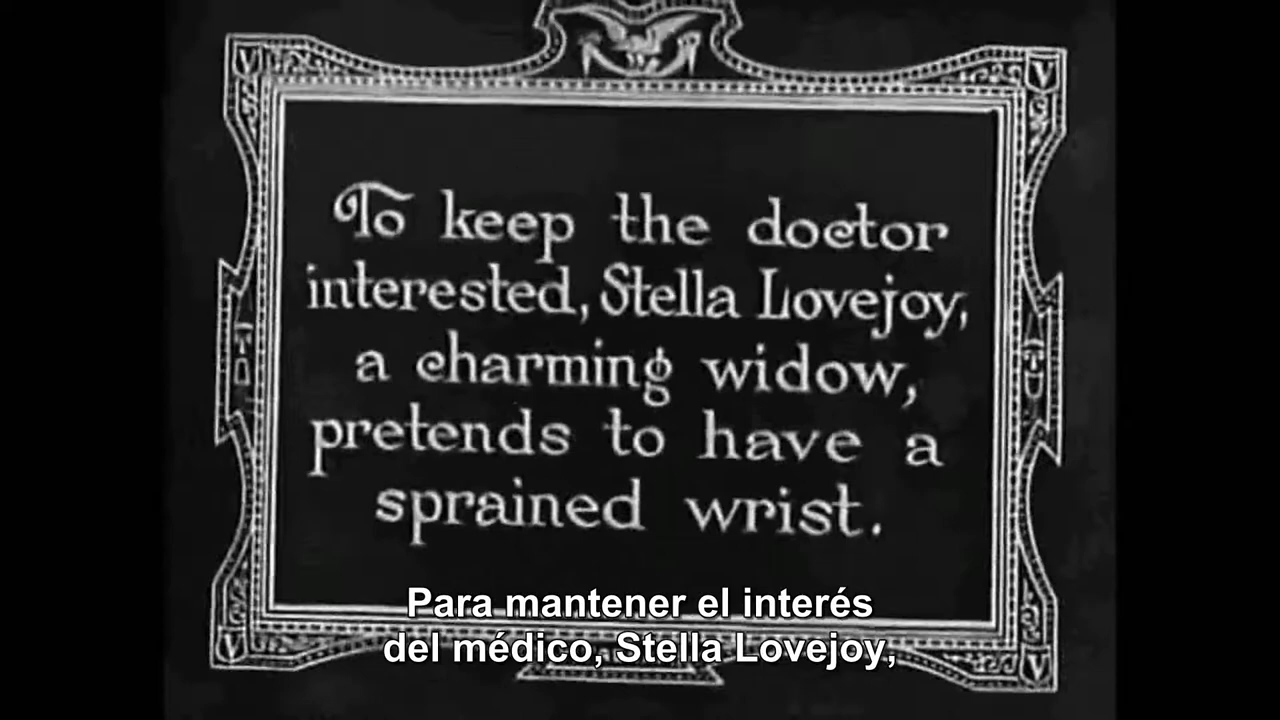 To keep the doctor
interested, Stella Lovejoy,
a charming widow,
pretends to have a
sprained wrist.
Para mantener el interés
del médico, Stella Lovejoy,